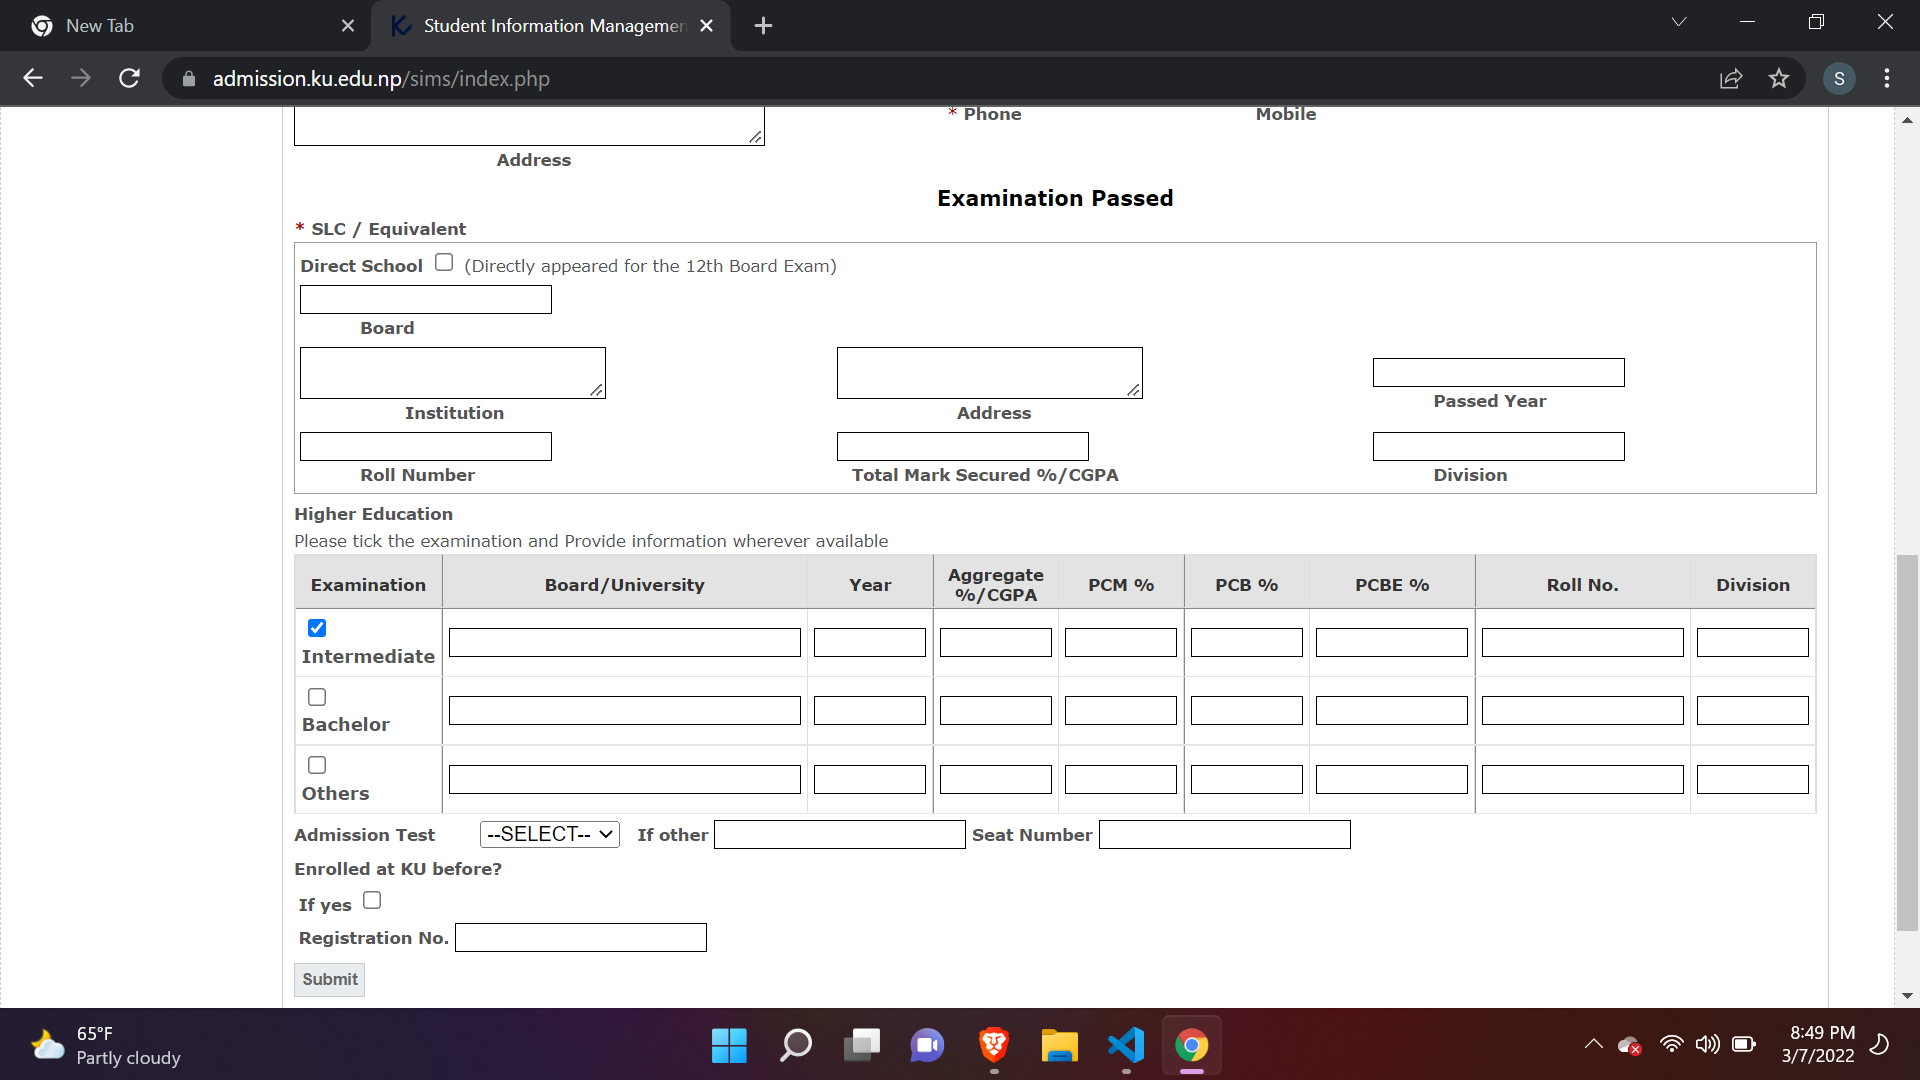 New Tab
Student Information Managemen
admission.ku.edu.np/sims/index.php
S
* Phone Mobile
Address
Examination Passed
* SLC / Equivalent
Direct School (Directly appeared for the 12th Board Exam)
Board
Institution Address Passed Year
Roll Number Total Mark Secured %/CGPA Division
Higher Education
Please tick the examination and Provide information wherever available
Examination Board/University Year Aggregate %/CGPA PCM % PCB % PCBE % Roll No. Division
Intermediate
Bachelor
Others
Admission Test --SELECT-- If other Seat Number
Enrolled at KU before?
If yes
Registration No.
Submit
65°F
Partly cloudy
8:49 PM
3/7/2022